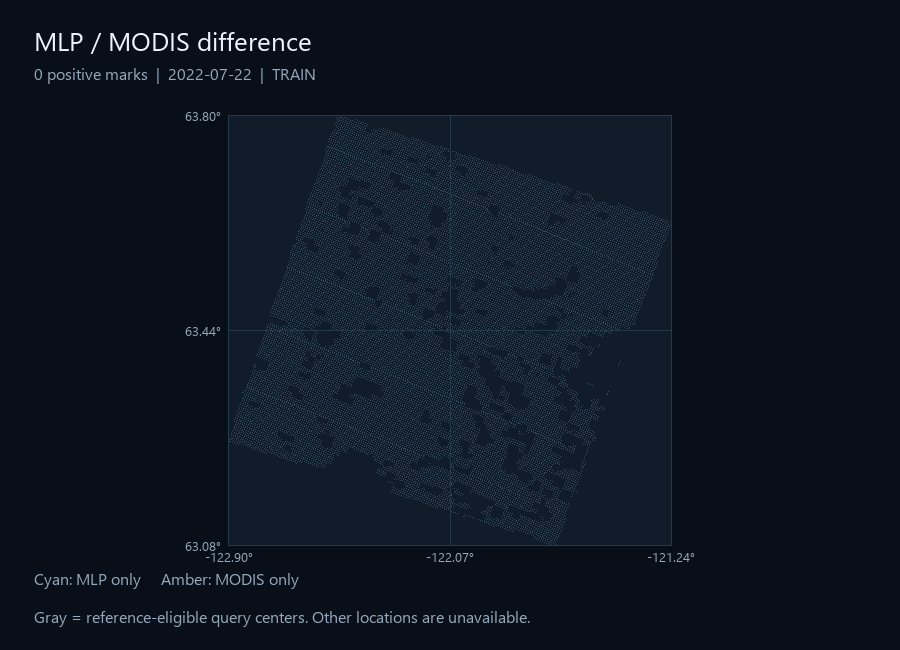 MLP / MODIS difference
0 positive marks | 2022-07-22 | TRAIN
63.80°
63.44°
63.08°
-122.90° -122.07° -121.24°
Cyan: MLP only Amber: MODIS only
Gray = reference-eligible query centers. Other locations are unavailable.